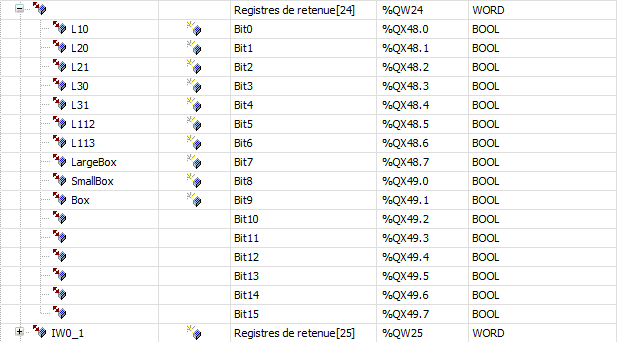 Registres de retenue[24] %QW24 WORD
L10 Bit0 %QX48.0 BOOL
L20 Bit1 %QX48.1 BOOL
L21 Bit2 %QX48.2 BOOL
L30 Bit3 %QX48.3 BOOL
L31 Bit4 %QX48.4 BOOL
L112 Bit5 %QX48.5 BOOL
L113 Bit6 %QX48.6 BOOL
LargeBox Bit7 %QX48.7 BOOL
SmallBox Bit8 %QX49.0 BOOL
Box Bit9 %QX49.1 BOOL
Bit10 %QX49.2 BOOL
Bit11 %QX49.3 BOOL
Bit12 %QX49.4 BOOL
Bit13 %QX49.5 BOOL
Bit14 %QX49.6 BOOL
Bit15 %QX49.7 BOOL
IW0_1 Registres de retenue[25] %QW25 WORD